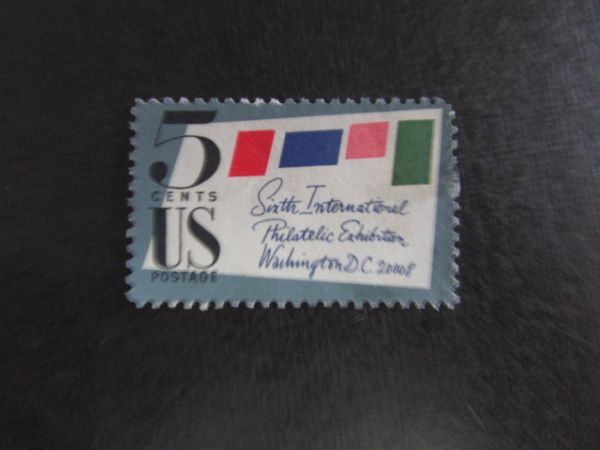 5
CENTS
US
POSTAGE
Sixth International
Philatelic Exhibition
Washington D.C. 20008